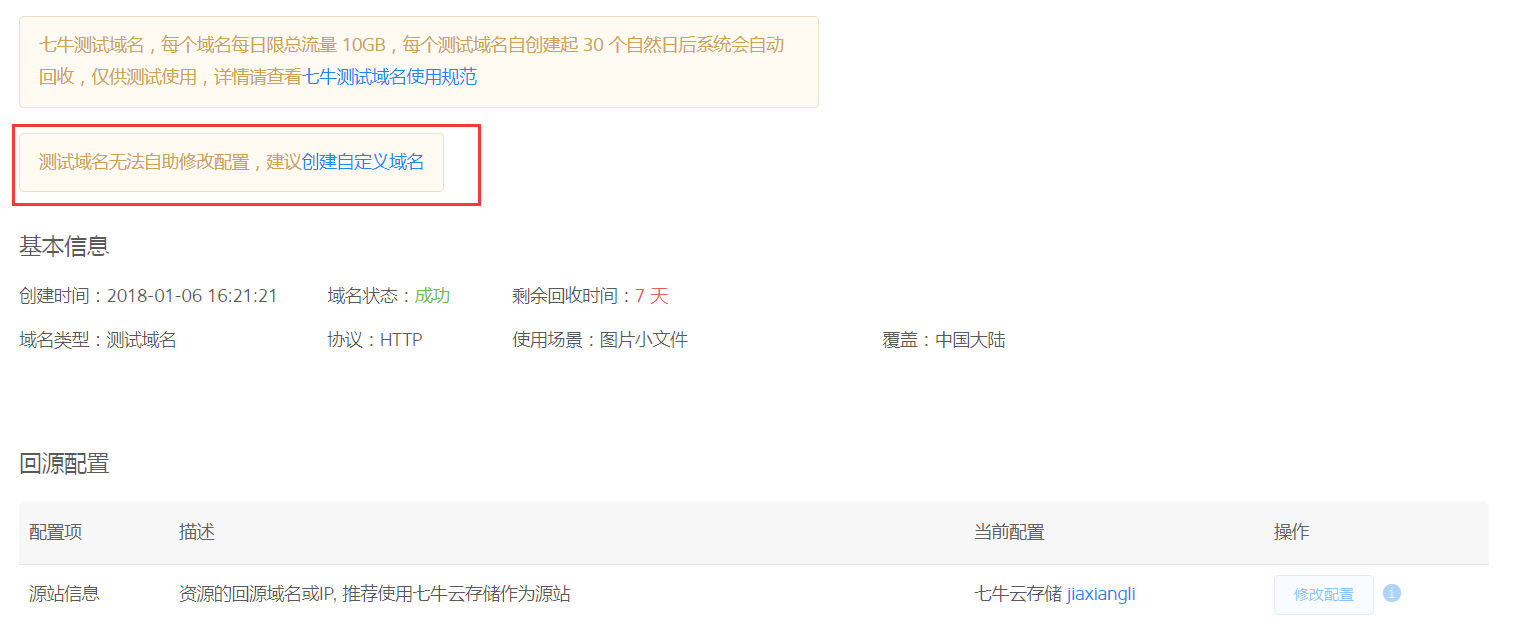 七牛测试域名，每个域名每日限总流量 10GB，每个测试域名自创建起 30 个自然日后系统会自动
回收，仅供测试使用，详情请查看七牛测试域名使用规范
测试域名无法自助修改配置，建议创建自定义域名
基本信息
创建时间：2018-01-06 16:21:21 域名状态：成功 剩余回收时间：7 天
域名类型：测试域名 协议：HTTP 使用场景：图片小文件 覆盖：中国大陆
回源配置
配置项 描述 当前配置 操作
源站信息 资源的回源域名或IP, 推荐使用七牛云存储作为源站 七牛云存储 jiaxiangli 修改配置